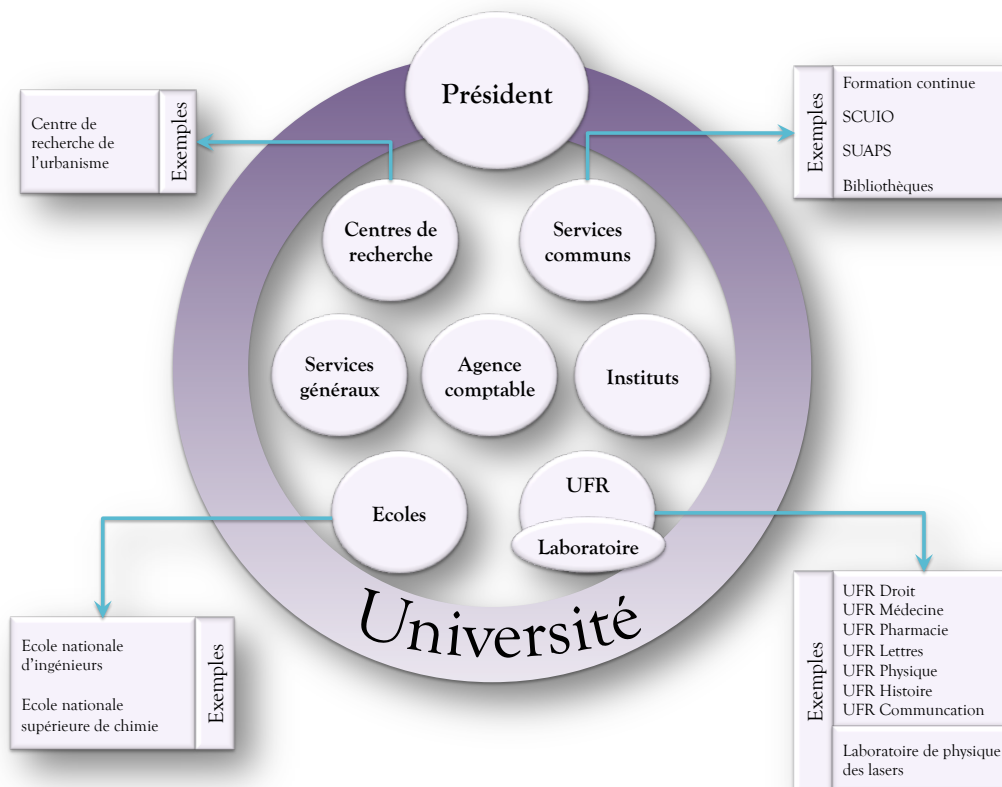 Président
Centre de
recherche de
l'urbanisme
Exemples
Exemples
Formation continue
SCUIO
SUAPS
Bibliothèques
Centres de
recherche
Services
communs
Services
généraux
Agence
comptable
Instituts
Ecoles
UFR
Laboratoire
Université
Ecole nationale
d'ingénieurs
Ecole nationale
supérieure de chimie
Exemples
Exemples
UFR Droit
UFR Médecine
UFR Pharmacie
UFR Lettres
UFR Physique
UFR Histoire
UFR Communcation
Laboratoire de physique
des lasers